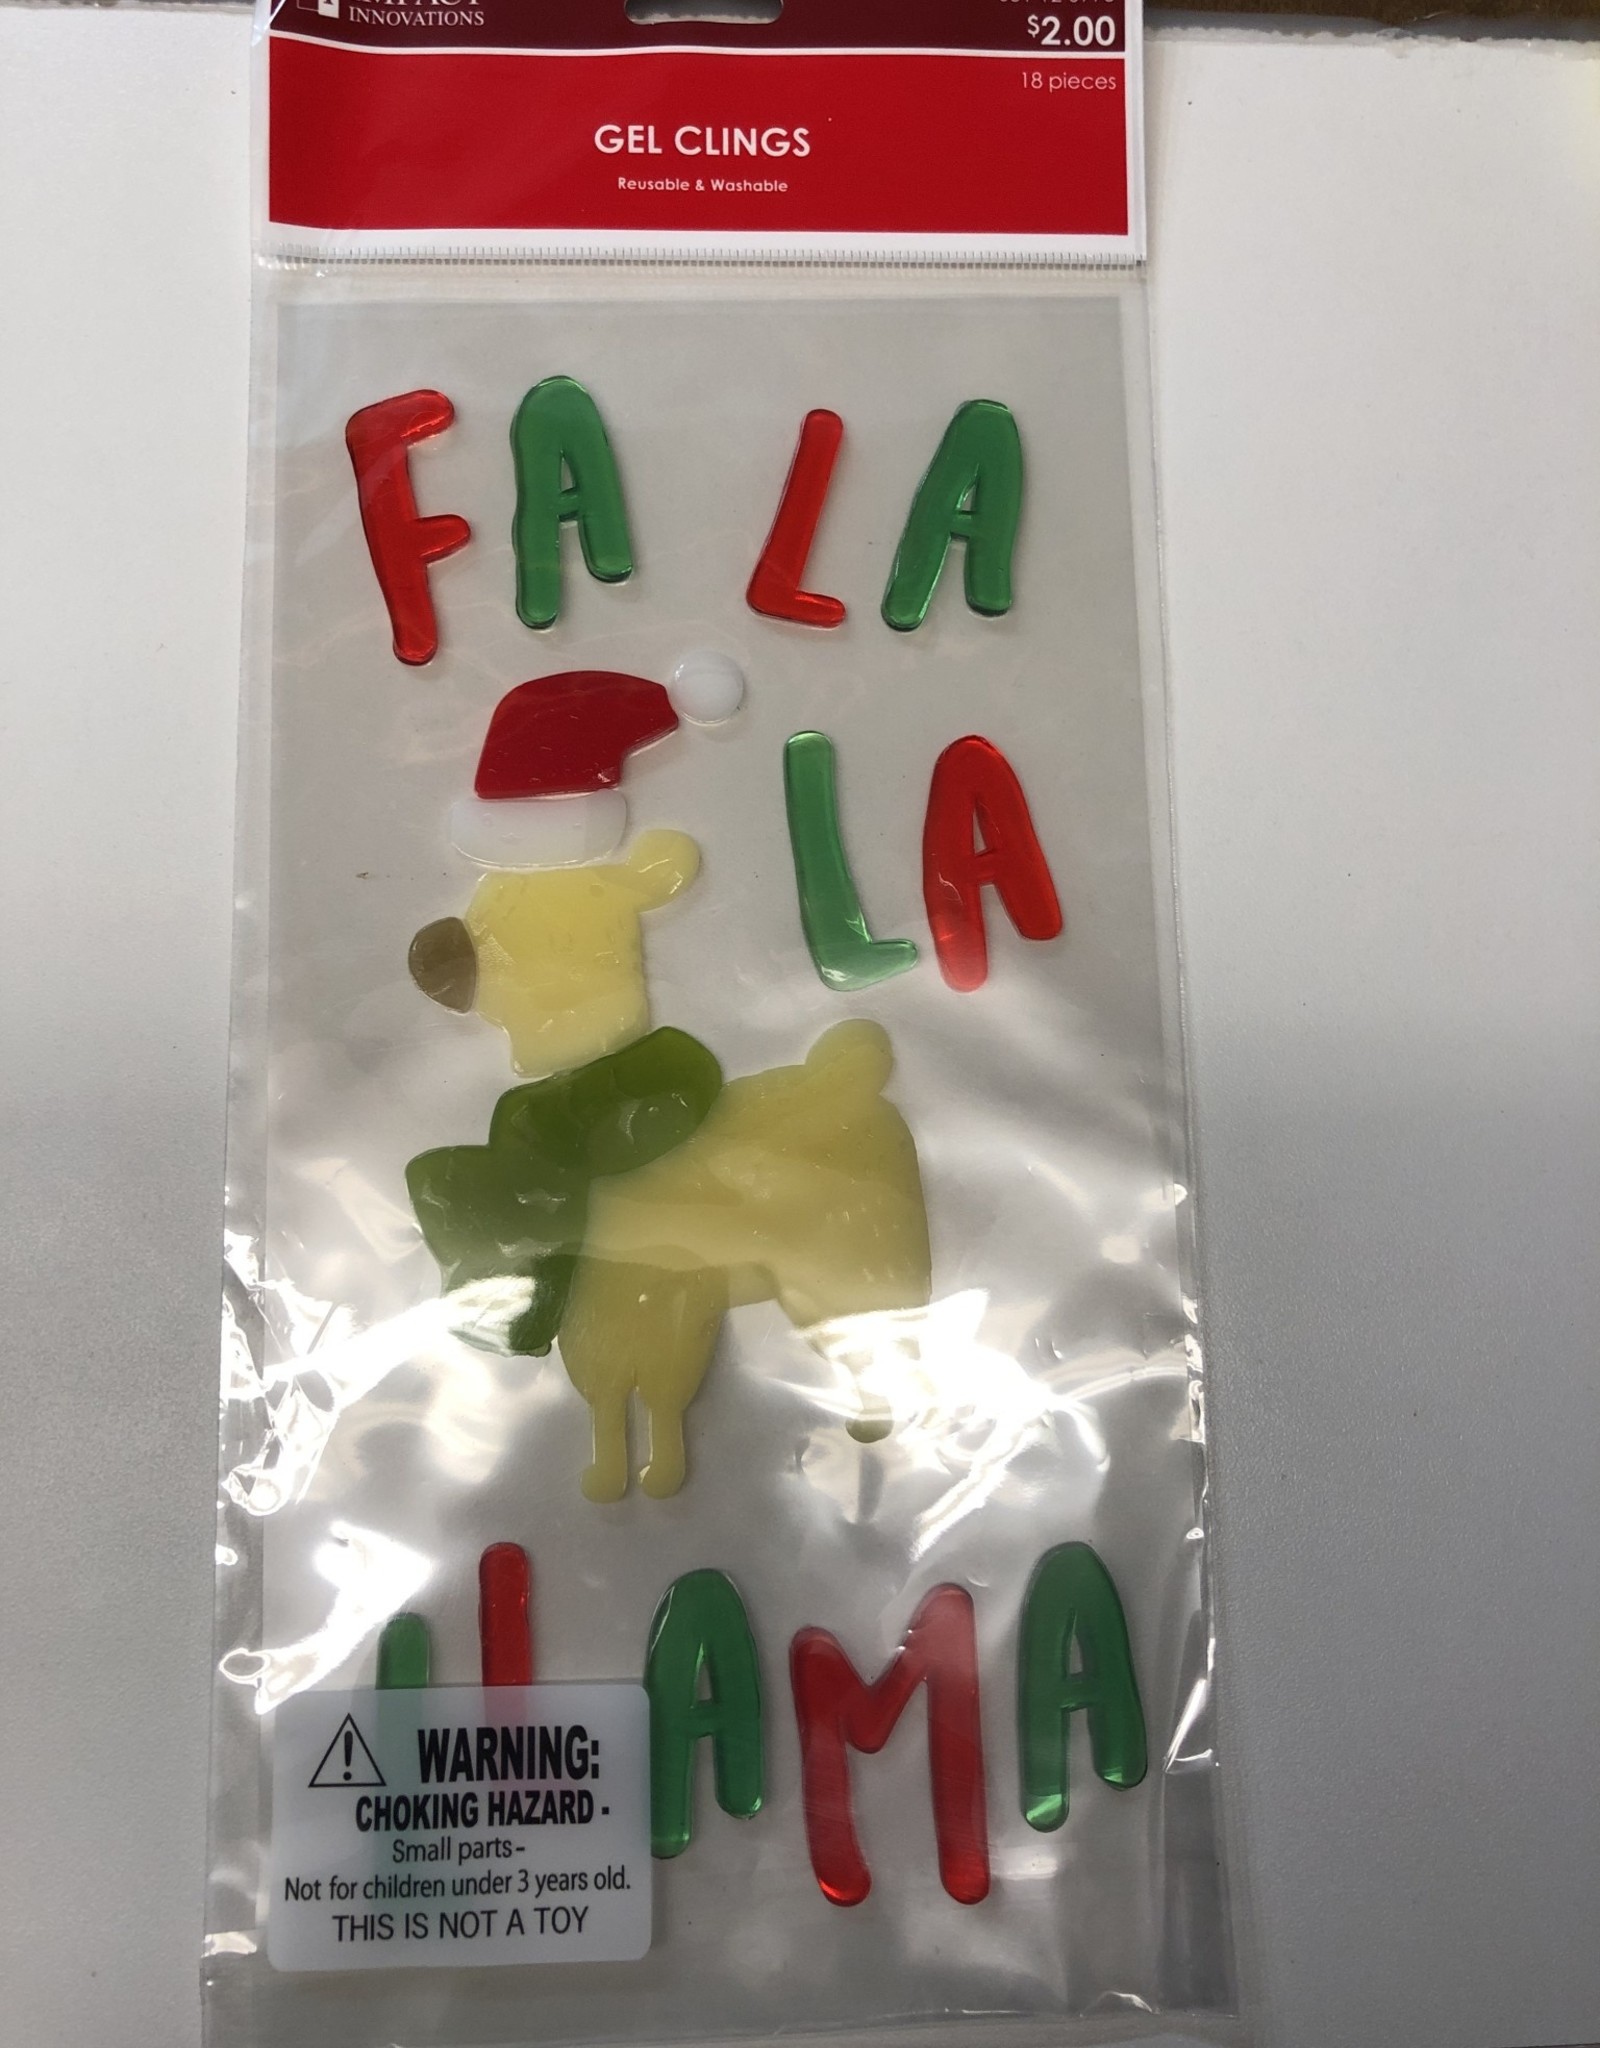 INNOVATIONS
$2.00
18 pieces
GEL CLINGS
Reusable & Washable
FA LA
LA
LLAMA
WARNING:
CHOKING HAZARD -
Small parts-
Not for children under 3 years old.
THIS IS NOT A TOY